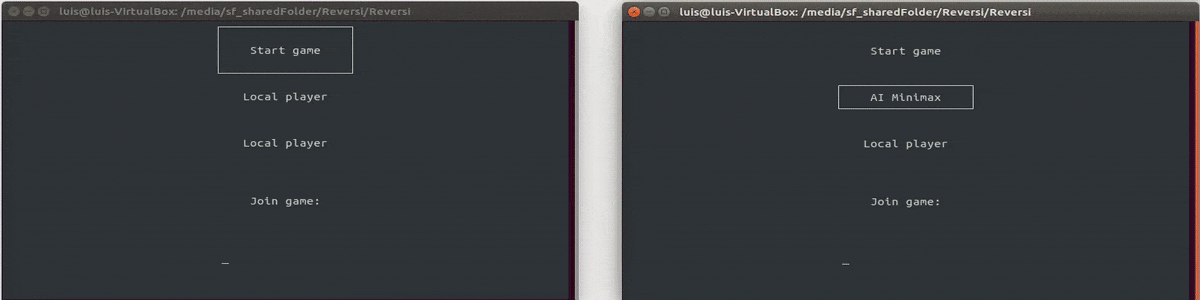 luis@luis-VirtualBox: /media/sf_sharedFolder/Reversi/Reversi
Start game
Local player
Local player
Join game:
_
luis@luis-VirtualBox: /media/sf_sharedFolder/Reversi/Reversi
Start game
AI Minimax
Local player
Join game:
_